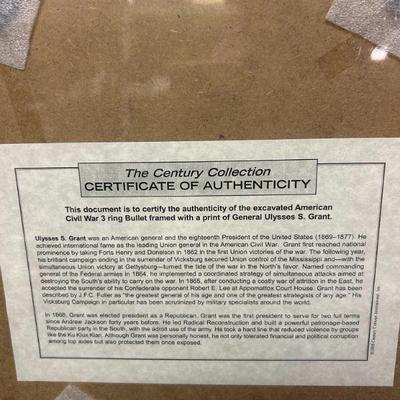 The Century Collection
CERTIFICATE OF AUTHENTICITY
This document is to certify the authenticity of the excavated American
Civil War 3 ring Bullet framed with a print of General Ulysses S. Grant.
Ulysses S. Grant was an American general and the eighteenth President of the United States (1869–1877). He
achieved international fame as the leading Union general in the American Civil War. Grant first reached national
prominence by taking Forts Henry and Donelson in 1862 in the first Union victories of the war. The following year,
his brilliant campaign ending in the surrender of Vicksburg secured Union control of the Mississippi and—with the
simultaneous Union victory at Gettysburg—turned the tide of the war in the North's favor. Named commanding
general of the Federal armies in 1864, he implemented a coordinated strategy of simultaneous attacks aimed at
destroying the South's ability to carry on the war. In 1865, after conducting a costly war of attrition in the East, he
accepted the surrender of his Confederate opponent Robert E. Lee at Appomattox Court House. Grant has been
described by J.F.C. Fuller as "the greatest general of his age and one of the greatest strategists of any age." His
Vicksburg Campaign in particular has been scrutinized by military specialists around the world.
In 1868, Grant was elected president as a Republican. Grant was the first president to serve for two full terms
since Andrew Jackson forty years before. He led Radical Reconstruction and built a powerful patronage-based
Republican party in the South, with the adroit use of the army. He took a hard line that reduced violence by groups
like the Ku Klux Klan. Although Grant was personally honest, he not only tolerated financial and political corruption
among top aides but also protected them once exposed.